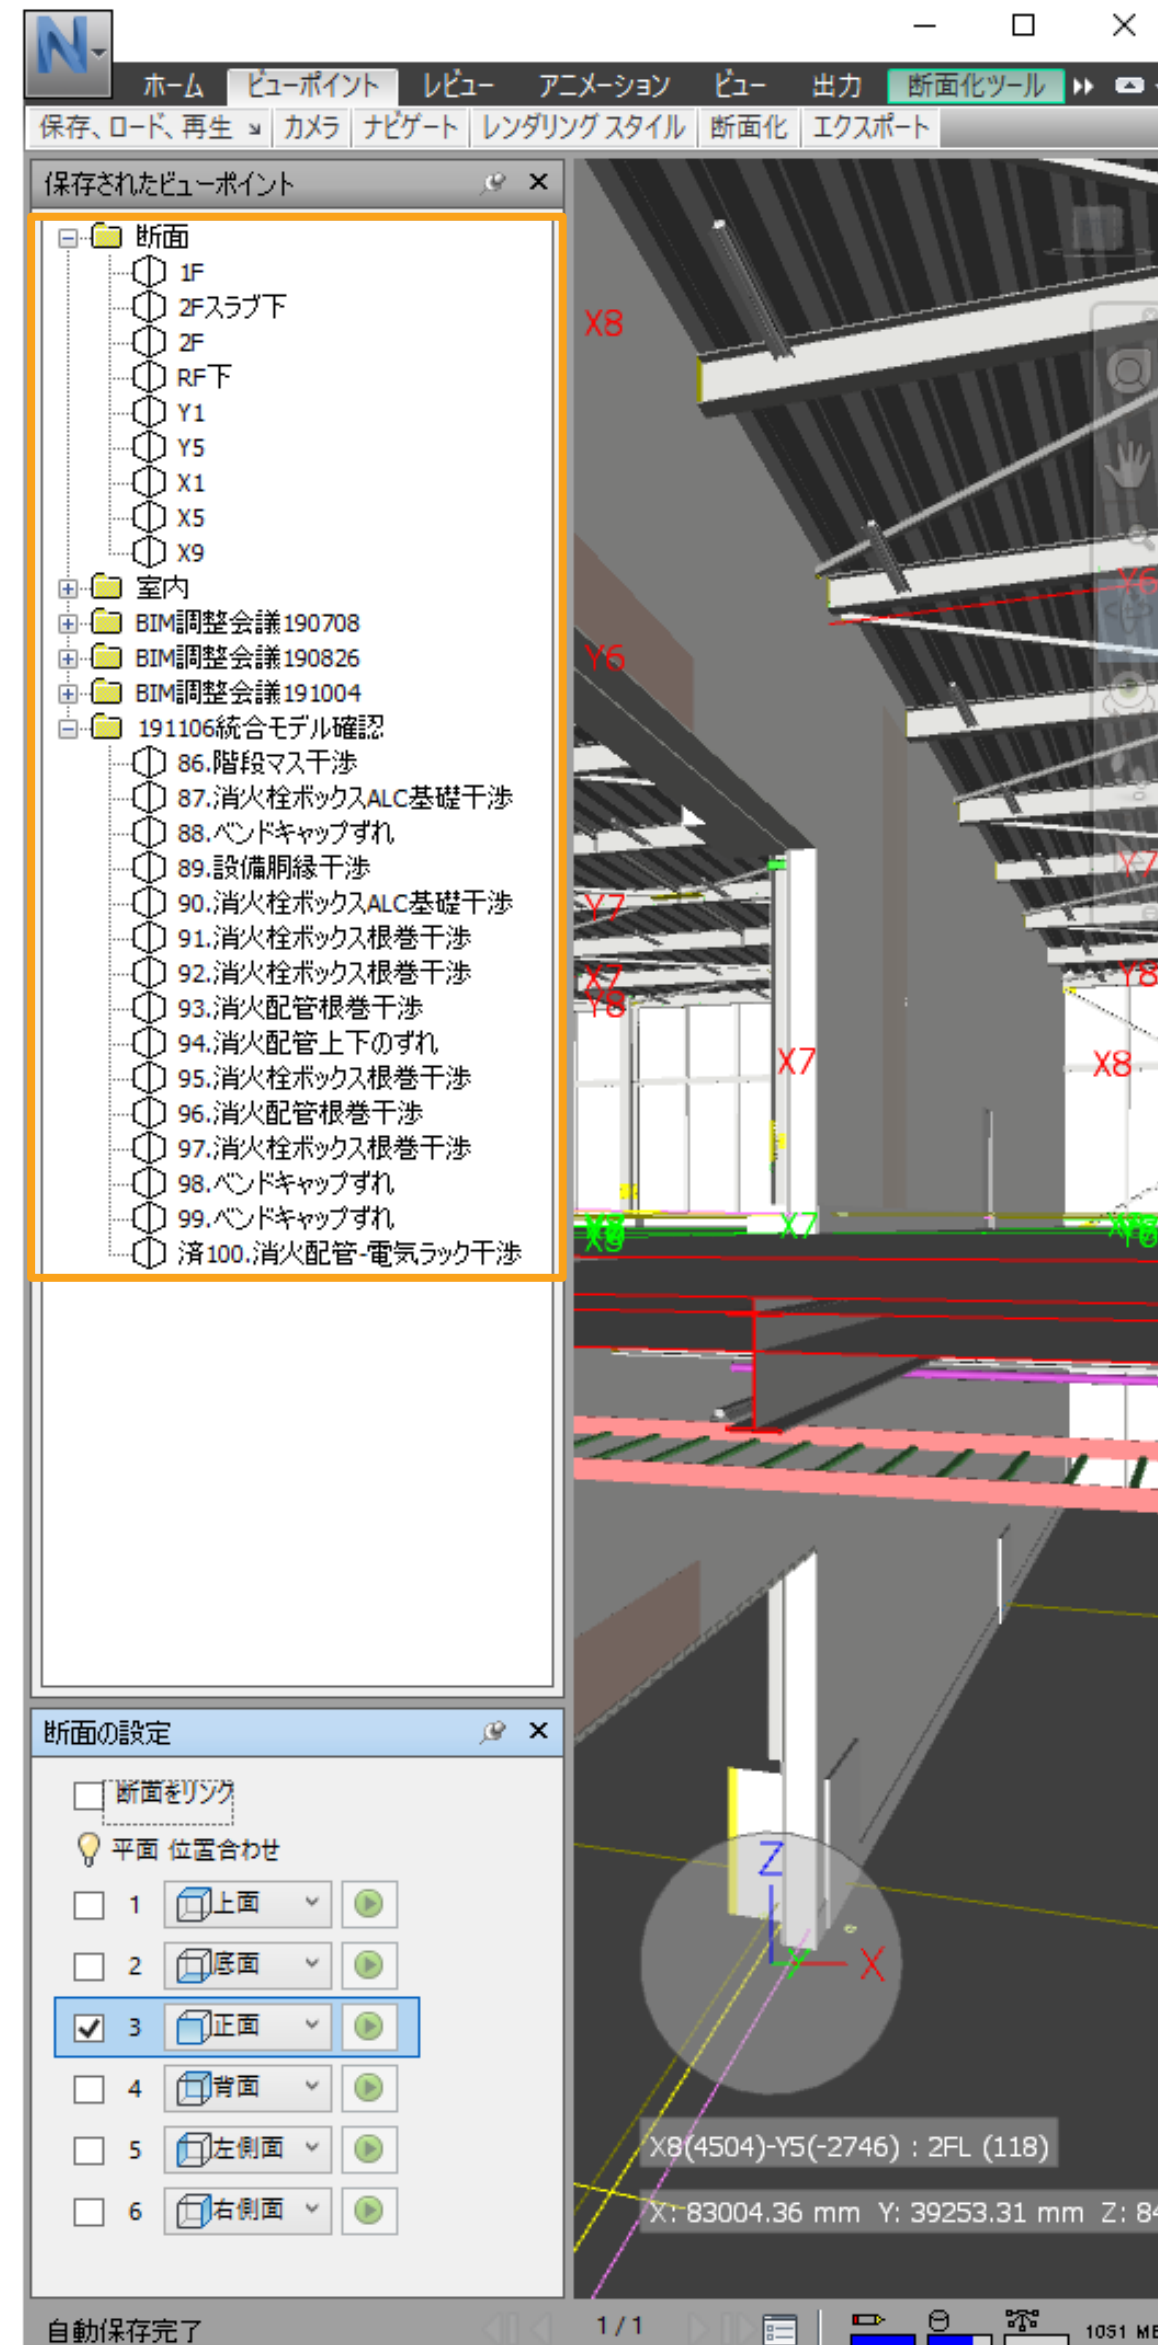 ホーム ビューポイント レビュー アニメーション ビュー 出力 断面化ツール
保存、ロード、再生 カメラ ナビゲート レンダリング スタイル 断面化 エクスポート
保存されたビューポイント
断面
1F
2Fスラブ下
2F
RF下
Y1
Y5
X1
X5
X9
室内
BIM調整会議190708
BIM調整会議190826
BIM調整会議191004
191106統合モデル確認
86.階段マス干渉
87.消火栓ボックスALC基礎干渉
88.ベンドキャップずれ
89.設備胴縁干渉
90.消火栓ボックスALC基礎干渉
91.消火栓ボックス根巻干渉
92.消火栓ボックス根巻干渉
93.消火配管根巻干渉
94.消火配管上下のずれ
95.消火栓ボックス根巻干渉
96.消火配管根巻干渉
97.消火栓ボックス根巻干渉
98.ベンドキャップずれ
99.ベンドキャップずれ
済100.消火配管-電気ラック干渉
X8
Y6
Y6
Y7
Y7
X7
Y8
Y8
X7
X8
X7
断面の設定
断面をリンク
平面 位置合わせ
1 上面
2 底面
3 正面
4 背面
5 左側面
6 右側面
Z
Y
X
X8(4504)-Y5(-2746) : 2FL (118)
X: 83004.36 mm Y: 39253.31 mm Z: 84
自動保存完了
1 / 1
1051 MB